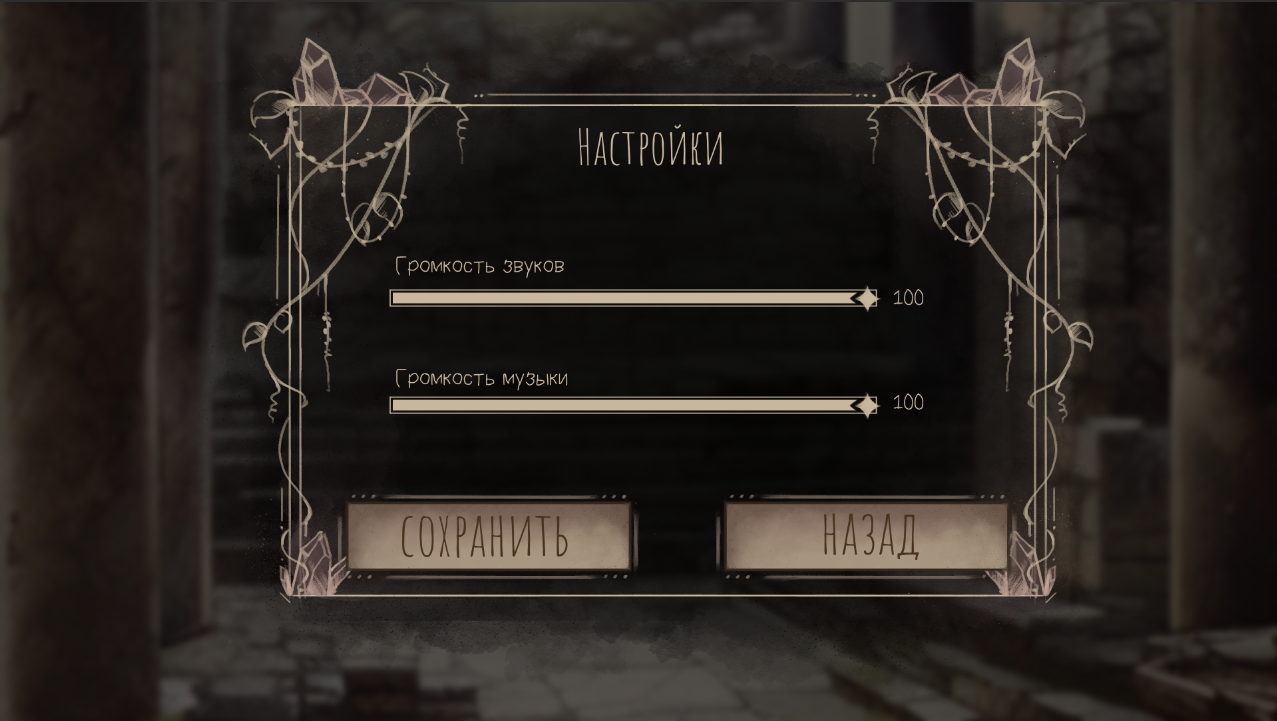 Настройки
Громкость звуков
100
Громкость музыки
100
СОХРАНИТЬ
НАЗАД